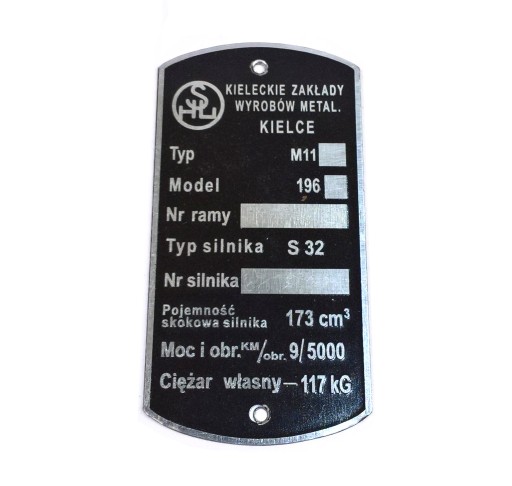 SHL
KIELECKIE ZAKŁADY
WYROBÓW METAL.
KIELCE
Typ M11
Model 196
Nr ramy
Typ silnika S 32
Nr silnika
Pojemność
skokowa silnika 173 cm³
Moc i obr. KM/obr. 9/5000
Ciężar własny — 117 kG